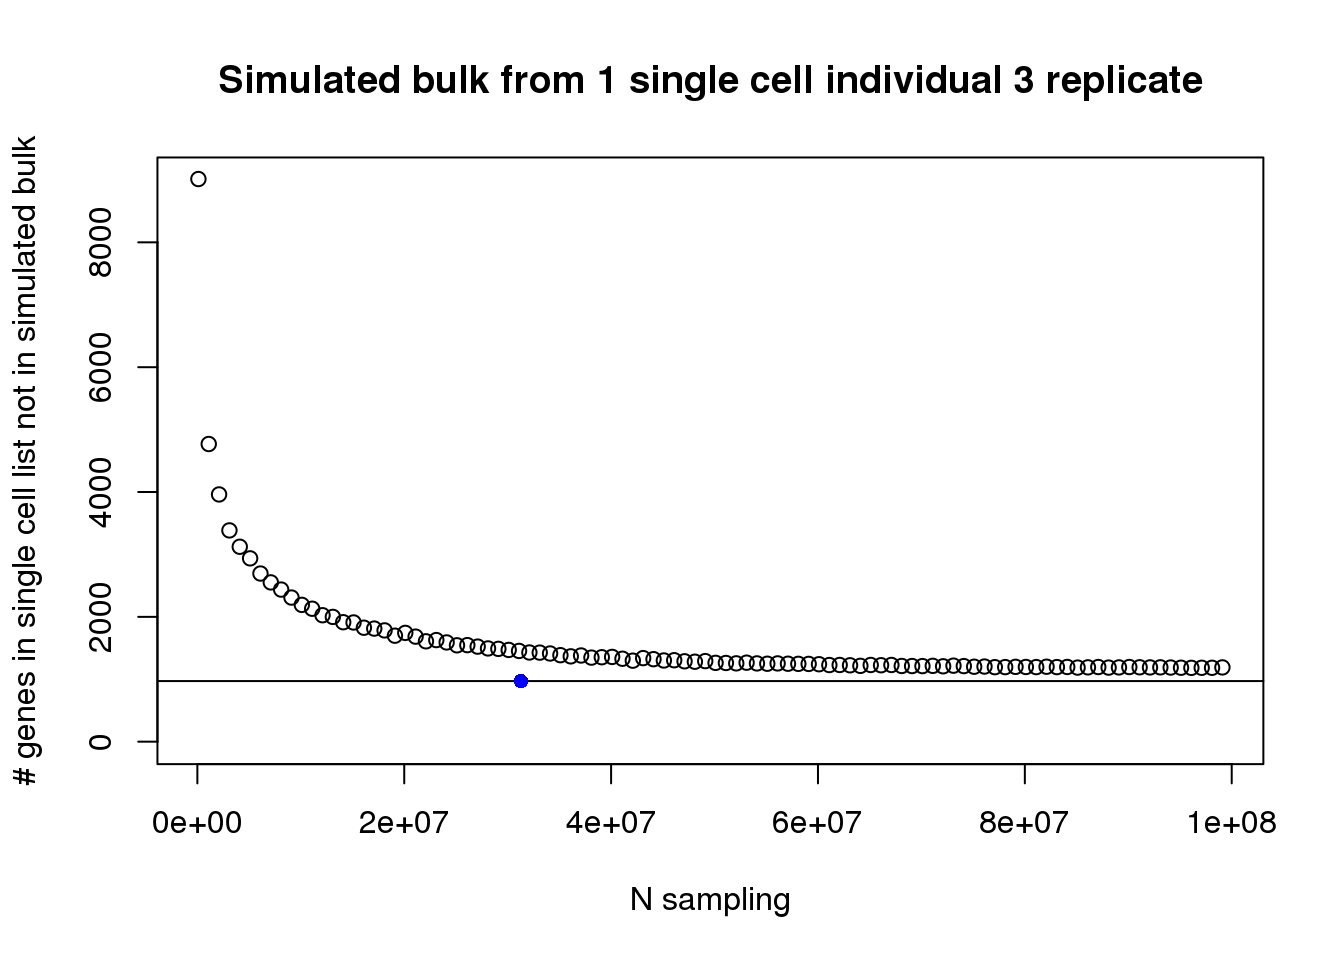 Simulated bulk from 1 single cell individual 3 replicate
# genes in single cell list not in simulated bulk
8000
6000
4000
2000
0
0e+00 2e+07 4e+07 6e+07 8e+07 1e+08
N sampling